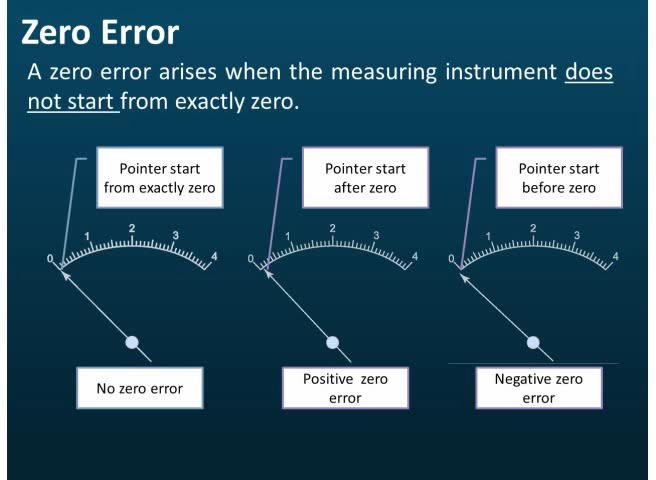 Zero Error
A zero error arises when the measuring instrument does
not start from exactly zero.
Pointer start
from exactly zero
Pointer start
after zero
Pointer start
before zero
0 1 2 3 4
0 1 2 3 4
0 1 2 3 4
No zero error
Positive zero
error
Negative zero
error